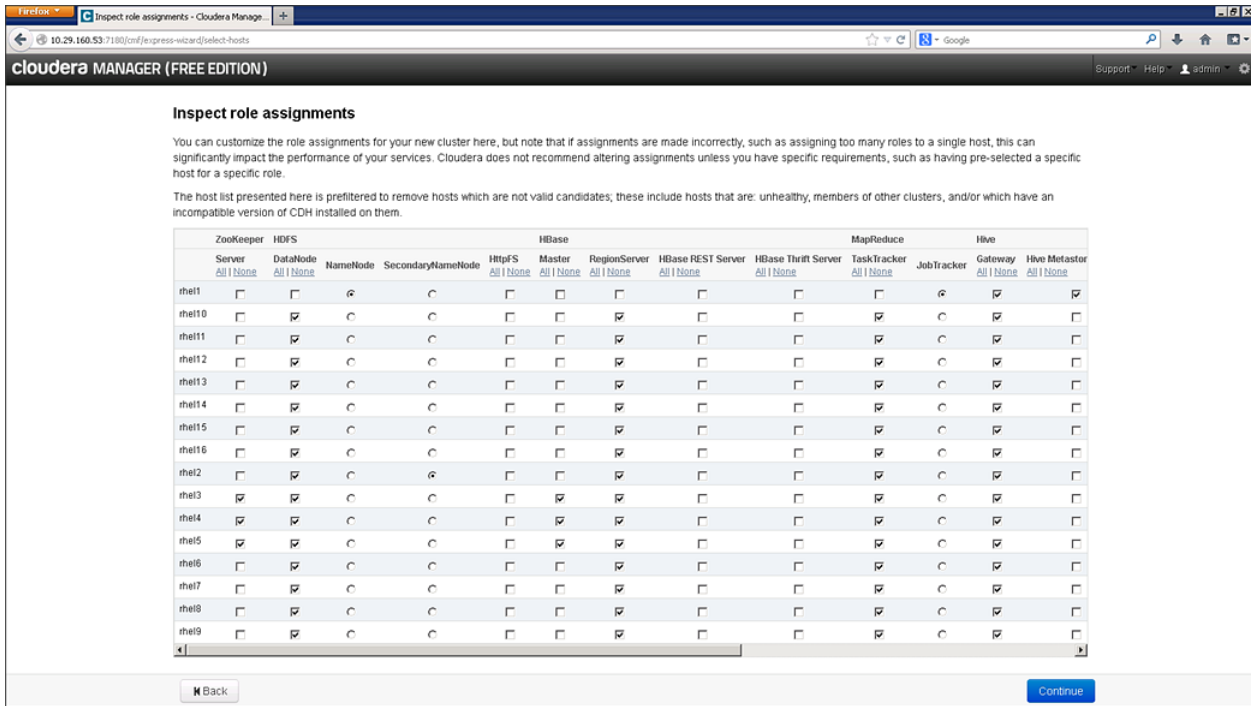 Firefox
Inspect role assignments - Cloudera Manage...
10.29.160.53:7180/cmf/express-wizard/select-hosts
Google
cloudera MANAGER (FREE EDITION)
Support Help admin
Inspect role assignments
You can customize the role assignments for your new cluster here, but note that if assignments are made incorrectly, such as assigning too many roles to a single host, this can
significantly impact the performance of your services. Cloudera does not recommend altering assignments unless you have specific requirements, such as having pre-selected a specific
host for a specific role.
The host list presented here is prefiltered to remove hosts which are not valid candidates; these include hosts that are: unhealthy, members of other clusters, and/or which have an
incompatible version of CDH installed on them.
ZooKeeper HDFS HBase MapReduce Hive
Server DataNode NameNode SecondaryNameNode HttpFS Master RegionServer HBase REST Server HBase Thrift Server TaskTracker JobTracker Gateway Hive Metastor
All | None All | None All | None All | None All | None All | None All | None All | None All | None All | None
rhel1
rhel10
rhel11
rhel12
rhel13
rhel14
rhel15
rhel16
rhel2
rhel3
rhel4
rhel5
rhel6
rhel7
rhel8
rhel9
Back Continue